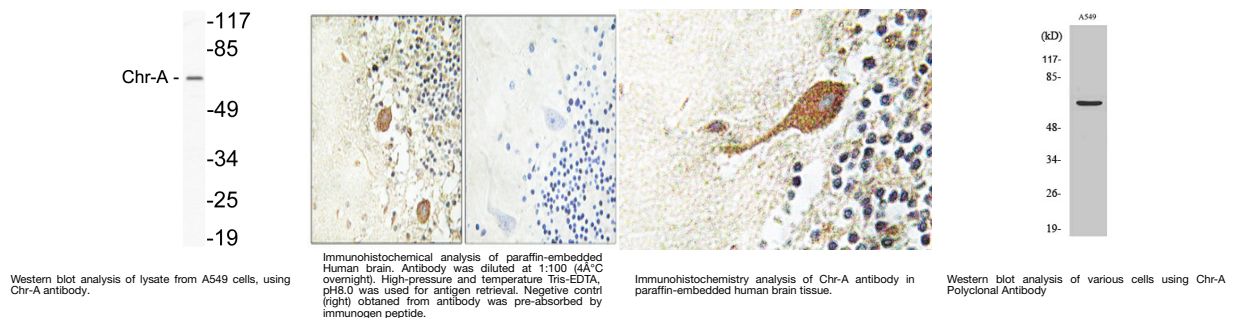 -117
-85
Chr-A -
-49
-34
-25
-19
Western blot analysis of lysate from A549 cells, using
Chr-A antibody.
Immunohistochemical analysis of paraffin-embedded
Human brain. Antibody was diluted at 1:100 (4Â°C
overnight). High-pressure and temperature Tris-EDTA,
pH8.0 was used for antigen retrieval. Negetive contrl
(right) obtaned from antibody was pre-absorbed by
immunogen peptide.
Immunohistochemistry analysis of Chr-A antibody in
paraffin-embedded human brain tissue.
A549
(kD)
117-
85-
48-
34-
26-
19-
Western blot analysis of various cells using Chr-A
Polyclonal Antibody